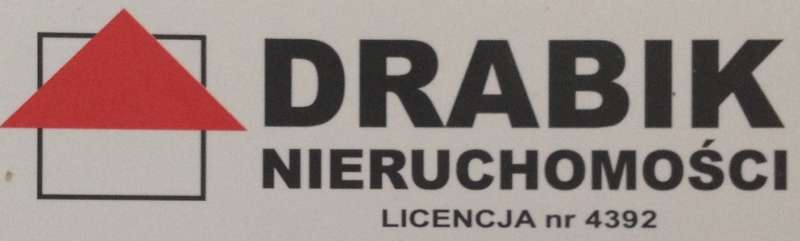 DRABIK
NIERUCHOMOŚCI
LICENCJA nr 4392